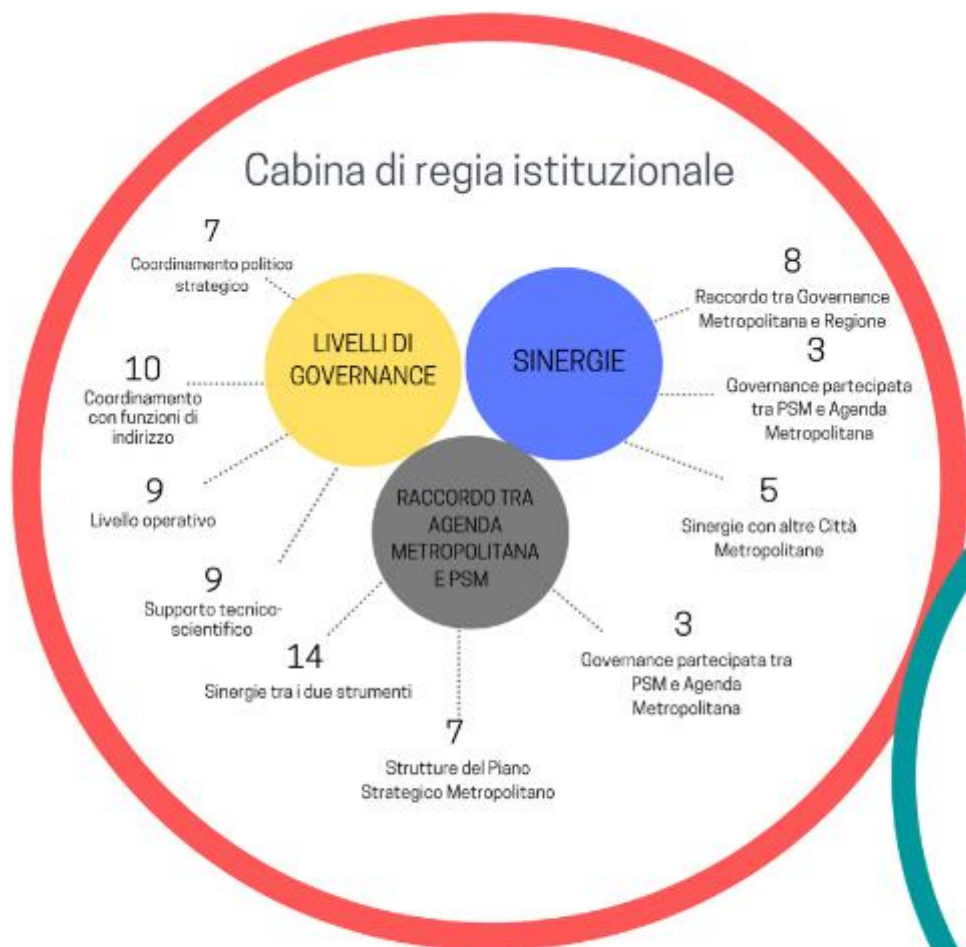 Cabina di regia istituzionale
7
Coordinamento politico
strategico
10
Coordinamento
con funzioni di
indirizzo
9
Livello operativo
9
Supporto tecnico-
scientifico
LIVELLI DI
GOVERNANCE
SINERGIE
8
Raccordo tra Governance
Metropolitana e Regione
3
Governance partecipata
tra PSM e Agenda
Metropolitana
5
Sinergie con altre Città
Metropolitane
RACCORDO TRA
AGENDA
METROPOLITANA
E PSM
14
Sinergie tra i due strumenti
7
Strutture del Piano
Strategico Metropolitano
3
Governance partecipata tra
PSM e Agenda
Metropolitana